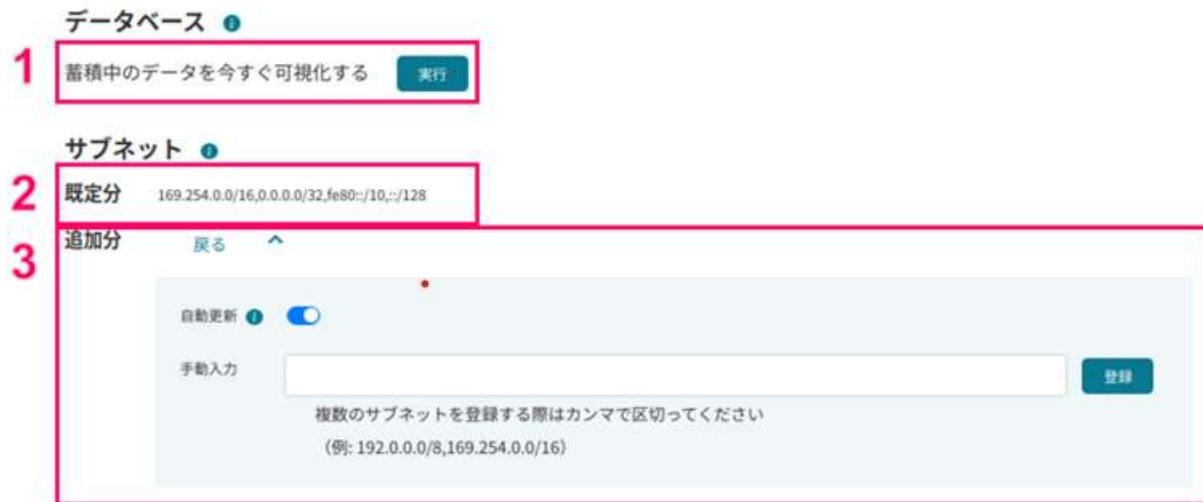 データベース
1
蓄積中のデータを今すぐ可視化する 実行
サブネット
2
既定分 169.254.0.0/16,0.0.0.0/32,fe80::/10,::/128
3
追加分 戻る
自動更新
手動入力 登録
複数のサブネットを登録する際はカンマで区切ってください
（例: 192.0.0.0/8,169.254.0.0/16）